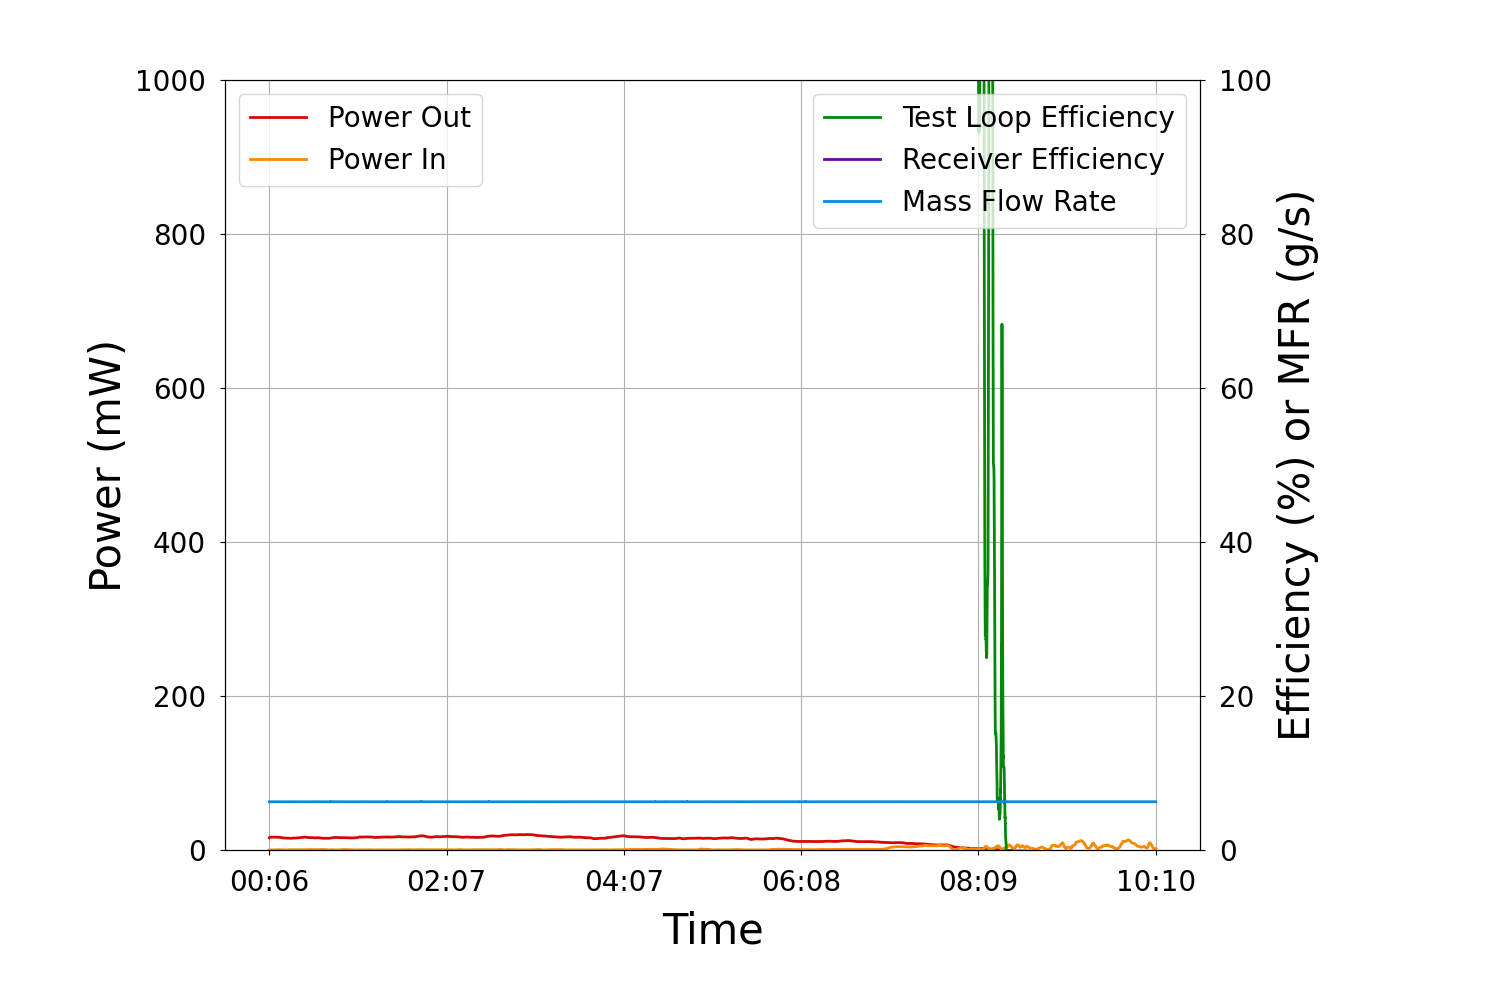 1000
800
600
400
200
0
Power (mW)
Power Out
Power In
Test Loop Efficiency
Receiver Efficiency
Mass Flow Rate
100
80
60
40
20
0
Efficiency (%) or MFR (g/s)
00:06 02:07 04:07 06:08 08:09 10:10
Time